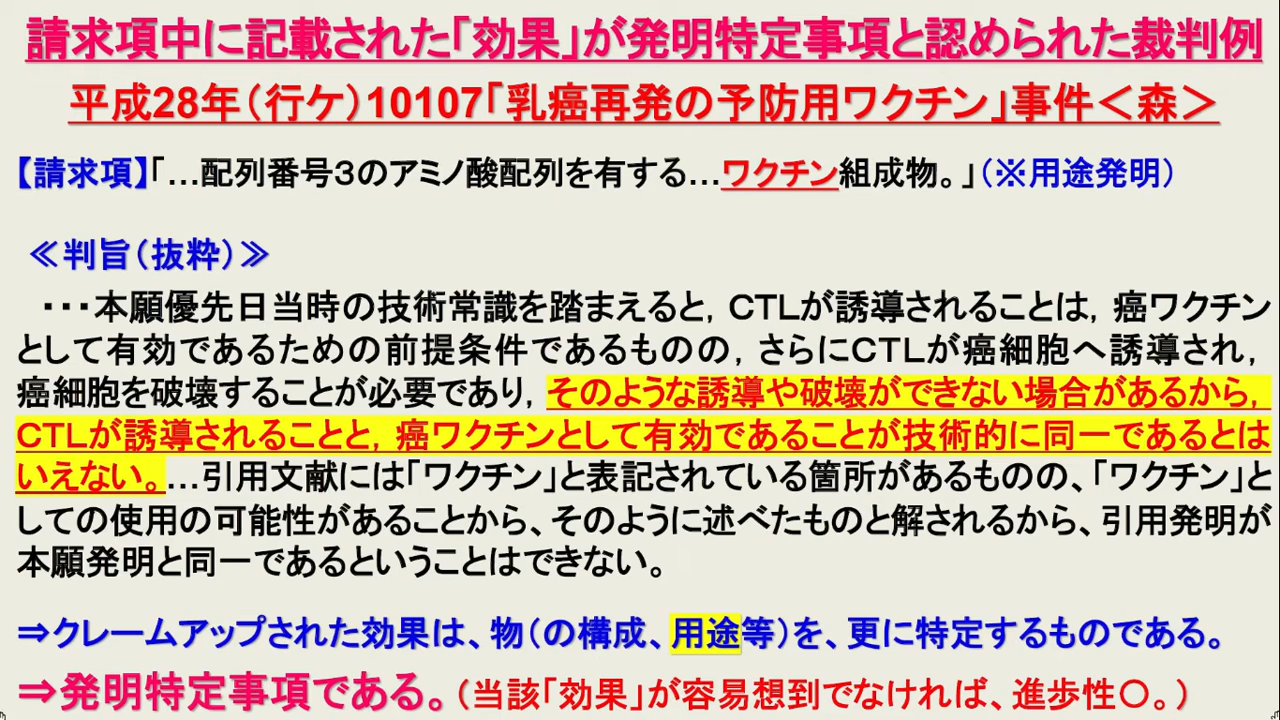 請求項中に記載された「効果」が発明特定事項と認められた裁判例
平成28年(行ケ)10107「乳癌再発の予防用ワクチン」事件＜森＞
【請求項】「…配列番号３のアミノ酸配列を有する…ワクチン組成物。」(※用途発明)
≪判旨(抜粋)≫
・・・本願優先日当時の技術常識を踏まえると，ＣＴＬが誘導されることは，癌ワクチン
として有効であるための前提条件であるものの，さらにＣＴＬが癌細胞へ誘導され，
癌細胞を破壊することが必要であり，そのような誘導や破壊ができない場合があるから，
ＣＴＬが誘導されることと，癌ワクチンとして有効であることが技術的に同一であるとは
いえない。…引用文献には「ワクチン」と表記されている箇所があるものの、「ワクチン」と
しての使用の可能性があることから、そのように述べたものと解されるから、引用発明が
本願発明と同一であるということはできない。
⇒クレームアップされた効果は、物(の構成、用途等)を、更に特定するものである。
⇒発明特定事項である。(当該「効果」が容易想到でなければ、進歩性〇。)